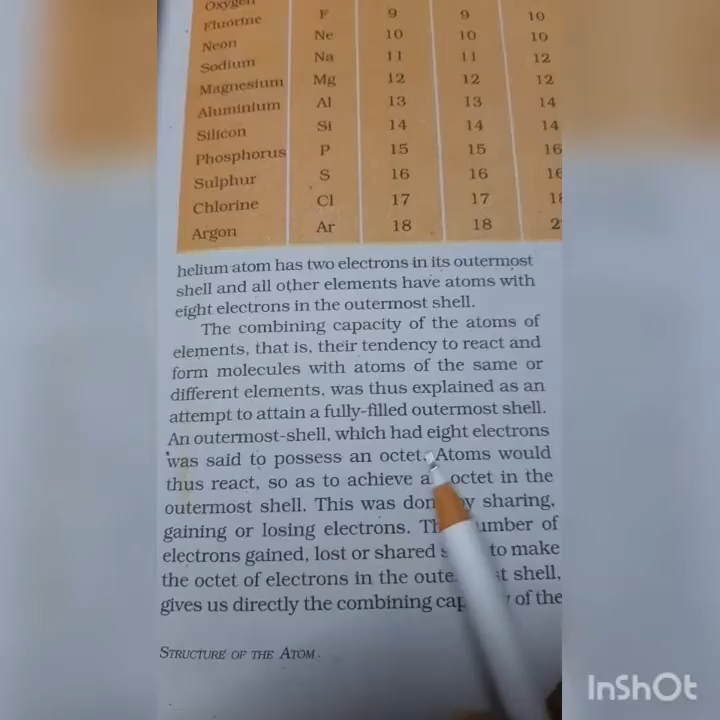 Oxygen
Fluorine F 9 9 10
Neon Ne 10 10 10
Sodium Na 11 11 12
Magnesium Mg 12 12 12
Aluminium Al 13 13 14
Silicon Si 14 14 14
Phosphorus P 15 15 16
Sulphur S 16 16 16
Chlorine Cl 17 17 18
Argon Ar 18 18
helium atom has two electrons in its outermost
shell and all other elements have atoms with
eight electrons in the outermost shell.
The combining capacity of the atoms of
elements, that is, their tendency to react and
form molecules with atoms of the same or
different elements, was thus explained as an
attempt to attain a fully-filled outermost shell.
An outermost-shell, which had eight electrons
was said to possess an octet. Atoms would
thus react, so as to achieve a octet in the
outermost shell. This was by sharing,
gaining or losing electrons. number of
electrons gained, lost or shared to make
the octet of electrons in the shell,
gives us directly the combining of the
STRUCTURE OF THE ATOM
InShOt